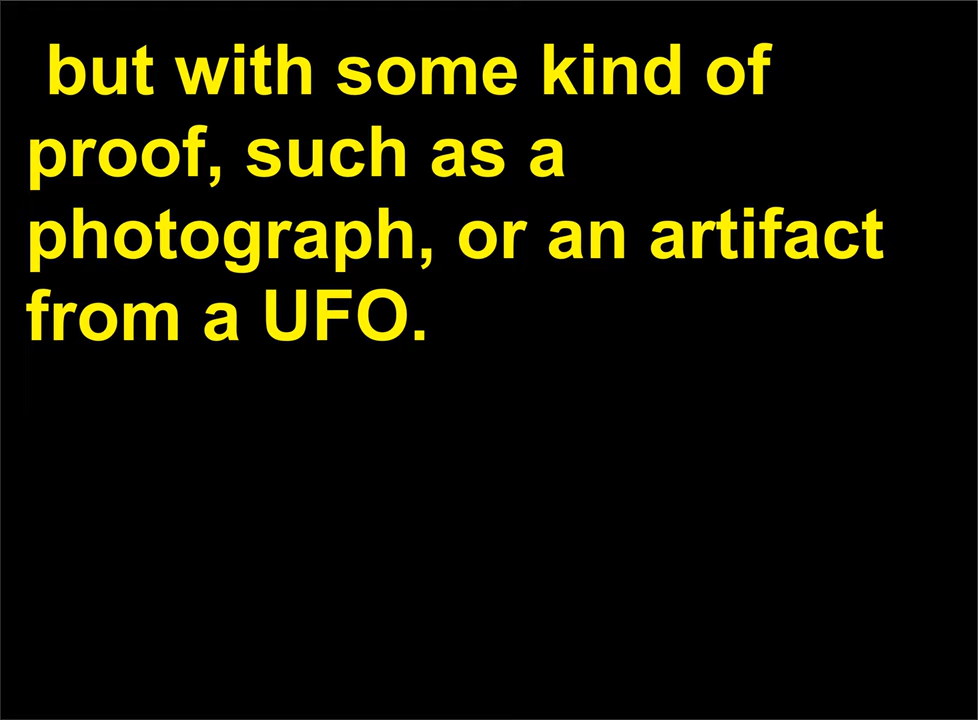 but with some kind of
proof, such as a
photograph, or an artifact
from a UFO.